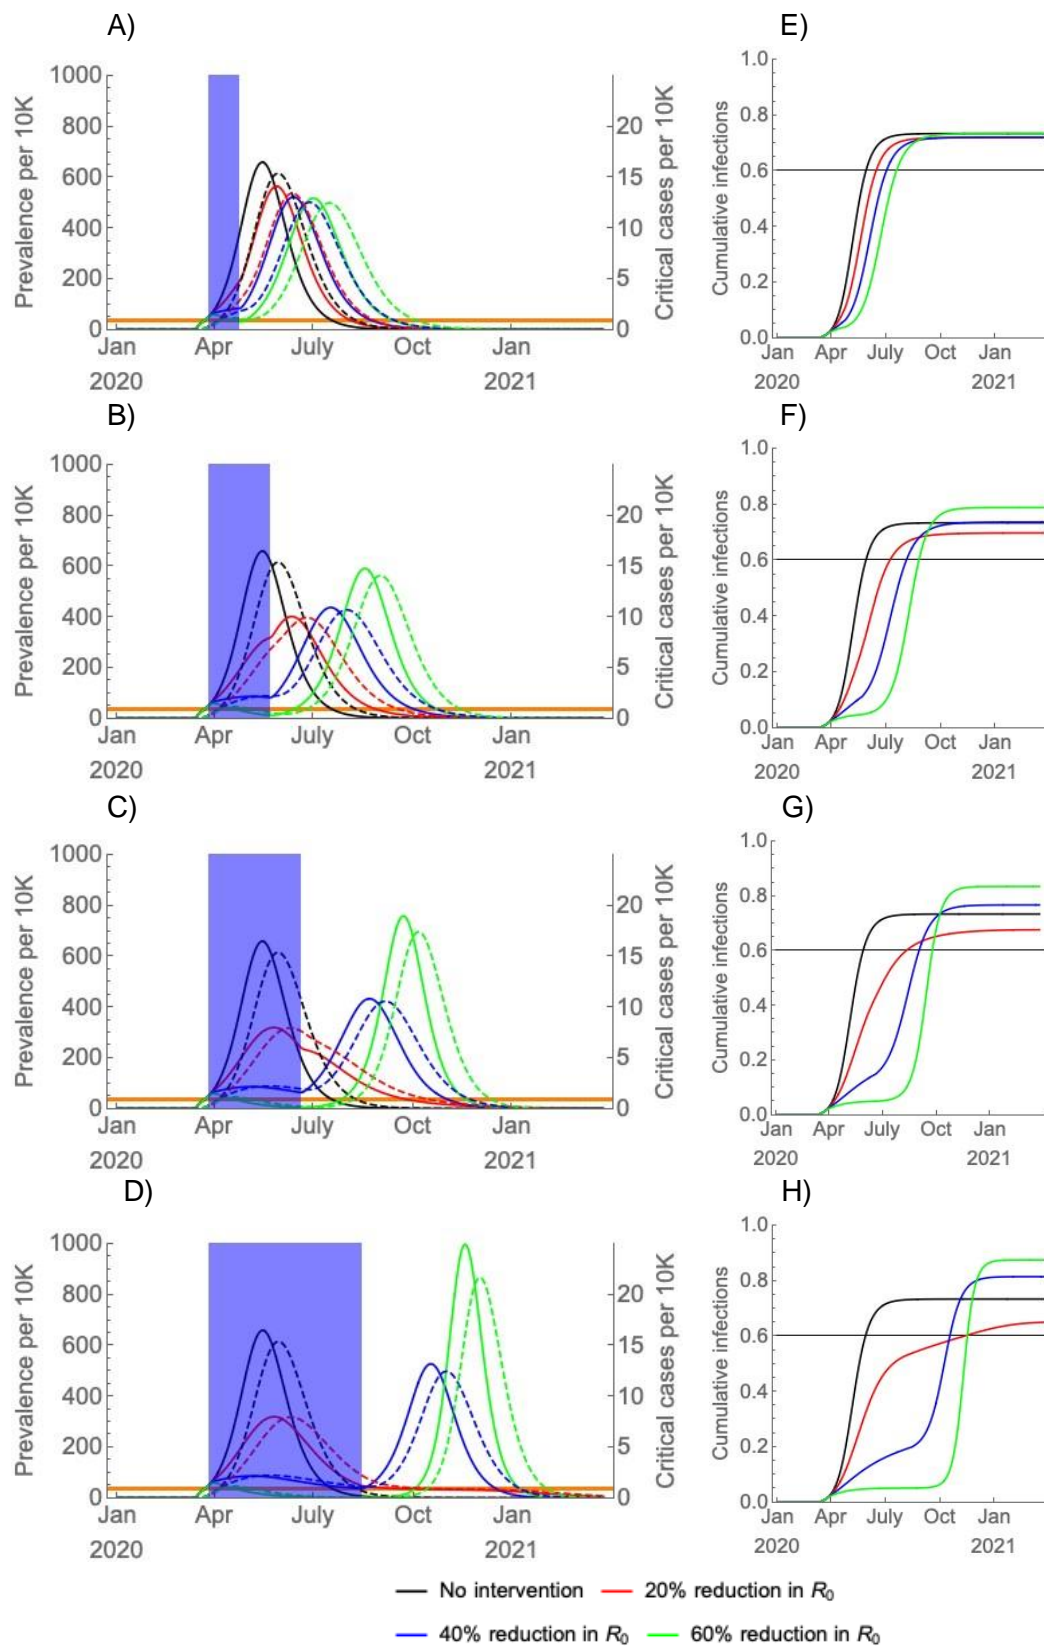 A)
E)
Prevalence per 10K
1000
800
600
400
200
0
Critical cases per 10K
20
15
10
5
0
Jan
Apr
July
Oct
Jan
2020
2021
Cumulative infections
1.0
0.8
0.6
0.4
0.2
0.0
Jan
Apr
July
Oct
Jan
2020
2021
B)
F)
Prevalence per 10K
1000
800
600
400
200
0
Critical cases per 10K
20
15
10
5
0
Jan
Apr
July
Oct
Jan
2020
2021
Cumulative infections
1.0
0.8
0.6
0.4
0.2
0.0
Jan
Apr
July
Oct
Jan
2020
2021
C)
G)
Prevalence per 10K
1000
800
600
400
200
0
Critical cases per 10K
20
15
10
5
0
Jan
Apr
July
Oct
Jan
2020
2021
Cumulative infections
1.0
0.8
0.6
0.4
0.2
0.0
Jan
Apr
July
Oct
Jan
2020
2021
D)
H)
Prevalence per 10K
1000
800
600
400
200
0
Critical cases per 10K
20
15
10
5
0
Jan
Apr
July
Oct
Jan
2020
2021
Cumulative infections
1.0
0.8
0.6
0.4
0.2
0.0
Jan
Apr
July
Oct
Jan
2020
2021
No intervention 20% reduction in R₀
40% reduction in R₀ 60% reduction in R₀